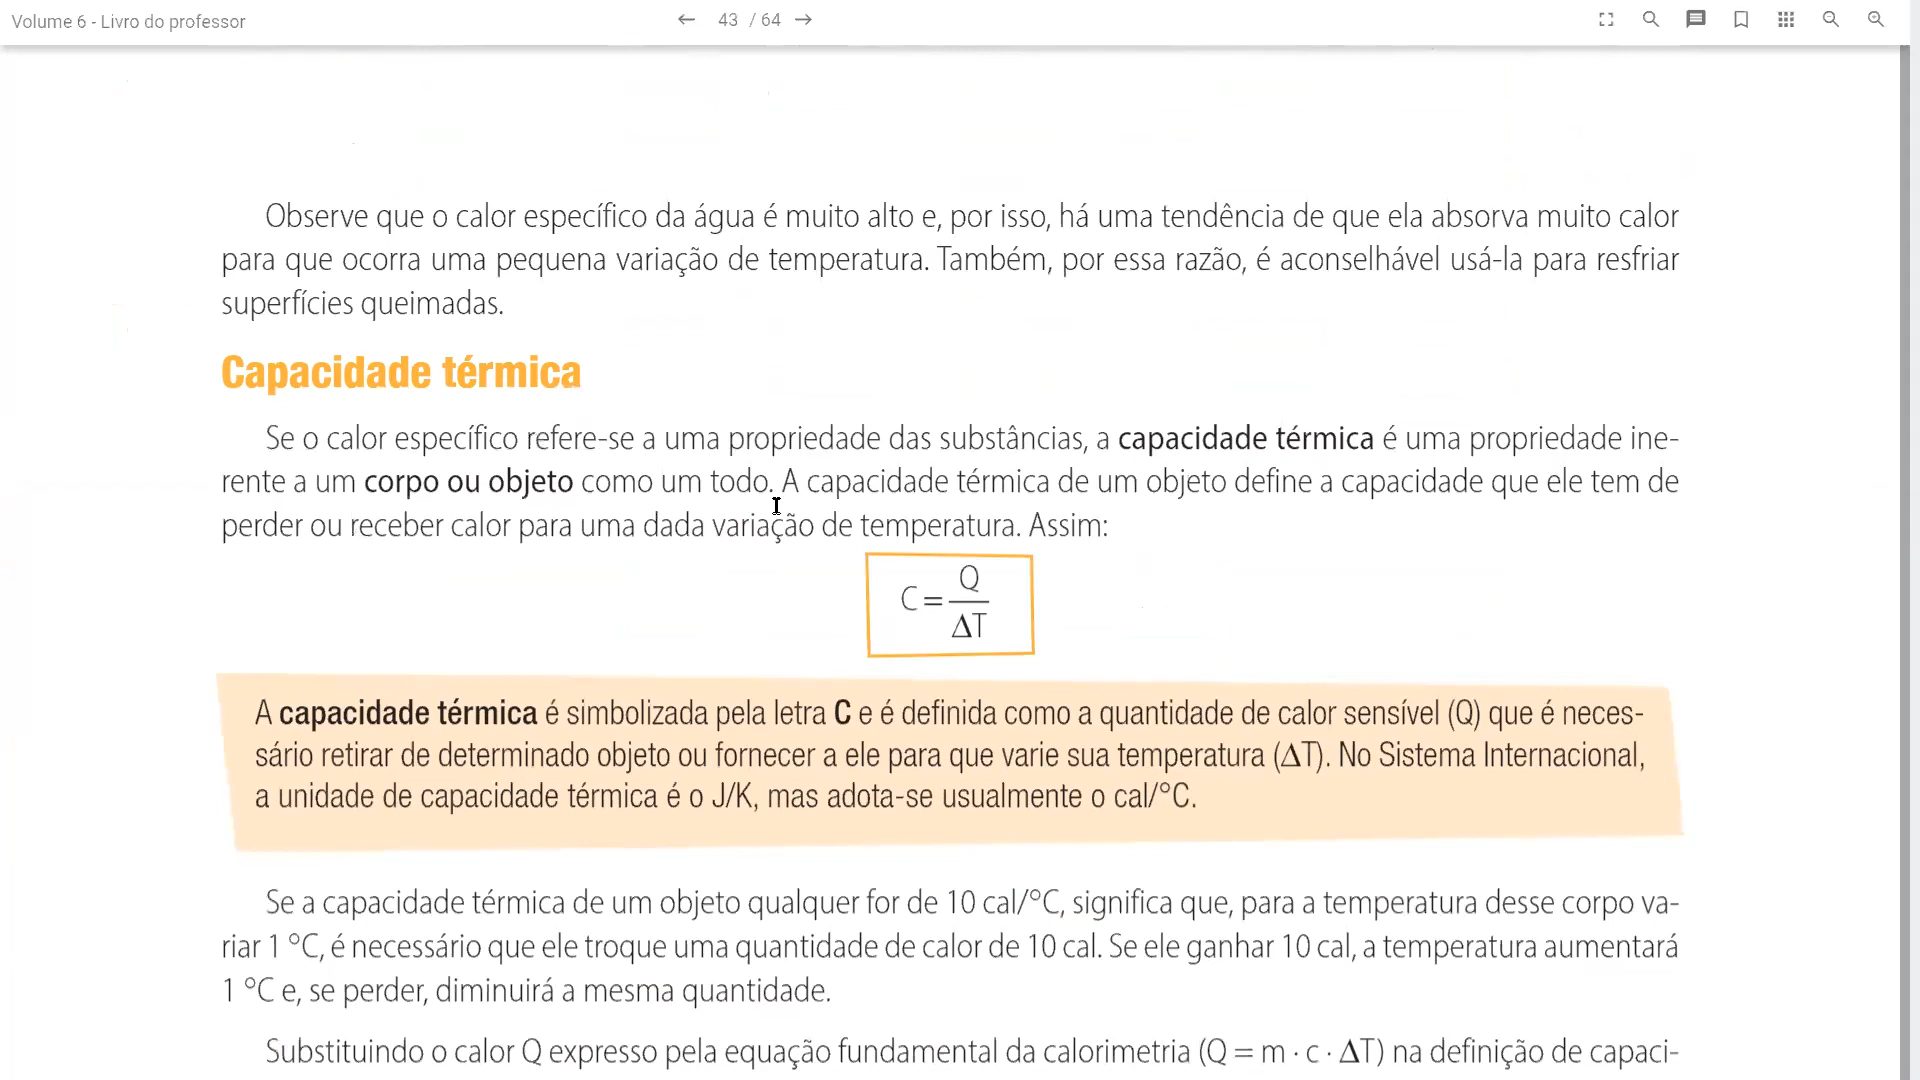 Volume 6 - Livro do professor
43 / 64
Observe que o calor específico da água é muito alto e, por isso, há uma tendência de que ela absorva muito calor
para que ocorra uma pequena variação de temperatura. Também, por essa razão, é aconselhável usá-la para resfriar
superfícies queimadas.
Capacidade térmica
Se o calor específico refere-se a uma propriedade das substâncias, a capacidade térmica é uma propriedade ine-
rente a um corpo ou objeto como um todo. A capacidade térmica de um objeto define a capacidade que ele tem de
perder ou receber calor para uma dada variação de temperatura. Assim:
C = Q / ΔT
A capacidade térmica é simbolizada pela letra C e é definida como a quantidade de calor sensível (Q) que é neces-
sário retirar de determinado objeto ou fornecer a ele para que varie sua temperatura (ΔT). No Sistema Internacional,
a unidade de capacidade térmica é o J/K, mas adota-se usualmente o cal/°C.
Se a capacidade térmica de um objeto qualquer for de 10 cal/°C, significa que, para a temperatura desse corpo va-
riar 1 °C, é necessário que ele troque uma quantidade de calor de 10 cal. Se ele ganhar 10 cal, a temperatura aumentará
1 °C e, se perder, diminuirá a mesma quantidade.
Substituindo o calor Q expresso pela equação fundamental da calorimetria (Q = m · c · ΔT) na definição de capaci-